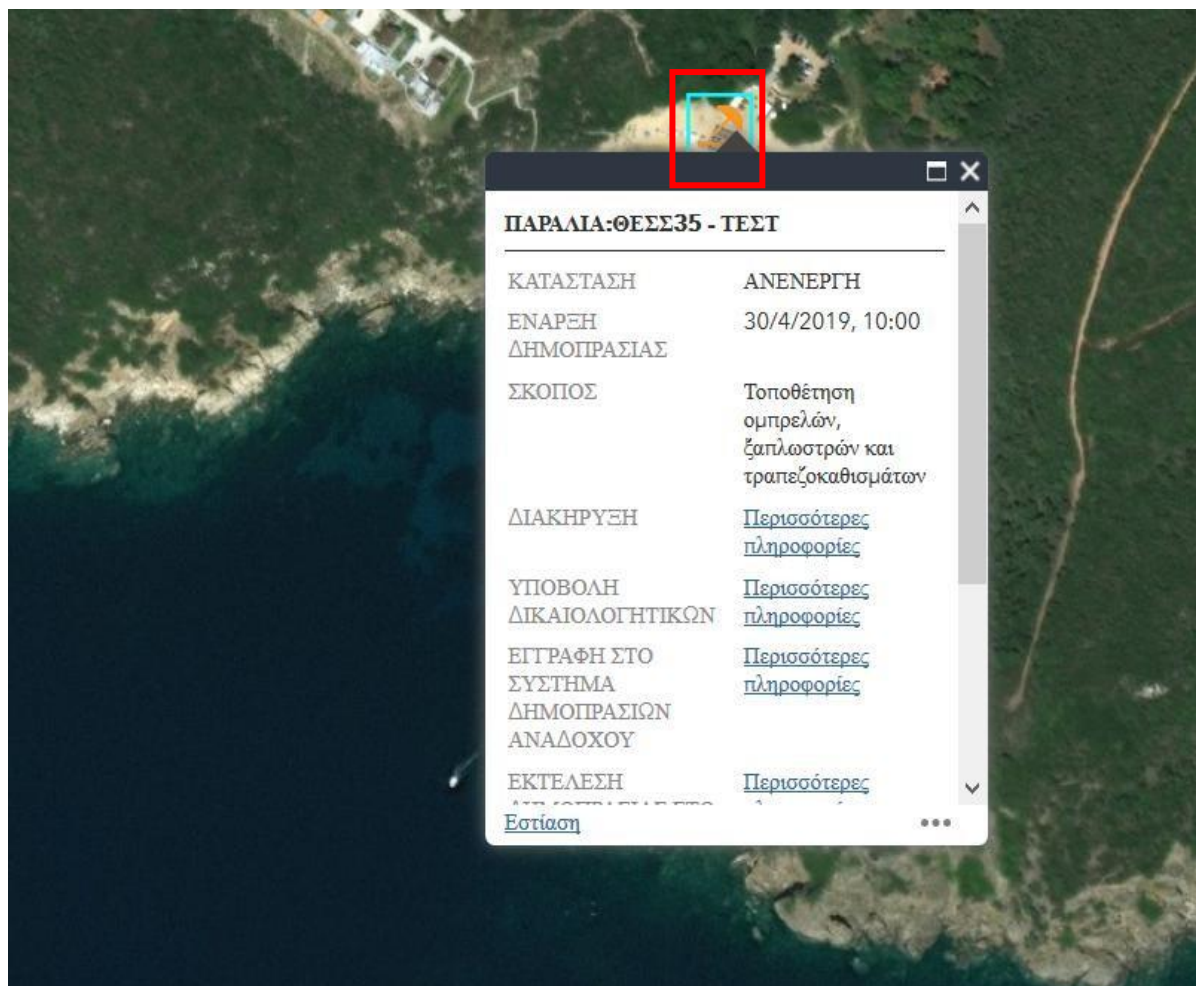 ΠΑΡΑΛΙΑ:ΘΕΣΣ35 - ΤΕΣΤ
ΚΑΤΑΣΤΑΣΗ ΑΝΕΝΕΡΓΗ
ΕΝΑΡΞΗ 30/4/2019, 10:00
ΔΗΜΟΠΡΑΣΙΑΣ
ΣΚΟΠΟΣ Τοποθέτηση
ομπρελών,
ξαπλωστρών και
τραπεζοκαθισμάτων
ΔΙΑΚΗΡΥΞΗ Περισσότερες
πληροφορίες
ΥΠΟΒΟΛΗ Περισσότερες
ΔΙΚΑΙΟΛΟΓΗΤΙΚΩΝ πληροφορίες
ΕΓΓΡΑΦΗ ΣΤΟ Περισσότερες
ΣΥΣΤΗΜΑ πληροφορίες
ΔΗΜΟΠΡΑΣΙΩΝ
ΑΝΑΔΟΧΟΥ
ΕΚΤΕΛΕΣΗ Περισσότερες
Εστίαση